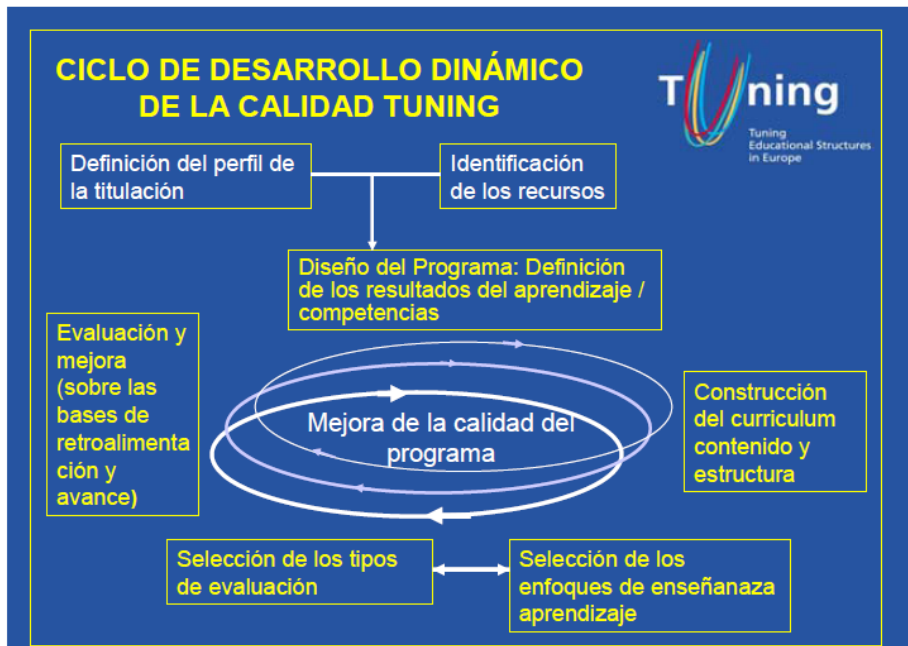 CICLO DE DESARROLLO DINÁMICO
DE LA CALIDAD TUNING
Tuning
Tuning
Educational Structures
in Europe
Definición del perfil de
la titulación
Identificación
de los recursos
Diseño del Programa: Definición
de los resultados del aprendizaje /
competencias
Evaluación y
mejora
(sobre las
bases de
retroalimenta
ción y
avance)
Mejora de la calidad del
programa
Construcción
del curriculum
contenido y
estructura
Selección de los tipos
de evaluación
Selección de los
enfoques de enseñanaza
aprendizaje